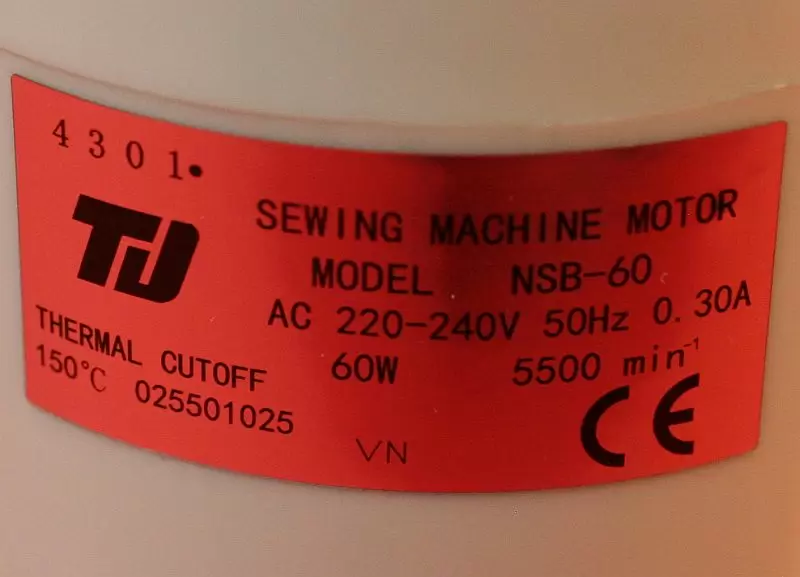 4301•
TJ
SEWING MACHINE MOTOR
MODEL NSB-60
AC 220-240V 50Hz 0.30A
THERMAL CUTOFF 60W 5500 min⁻¹
150°C 025501025
VN CE